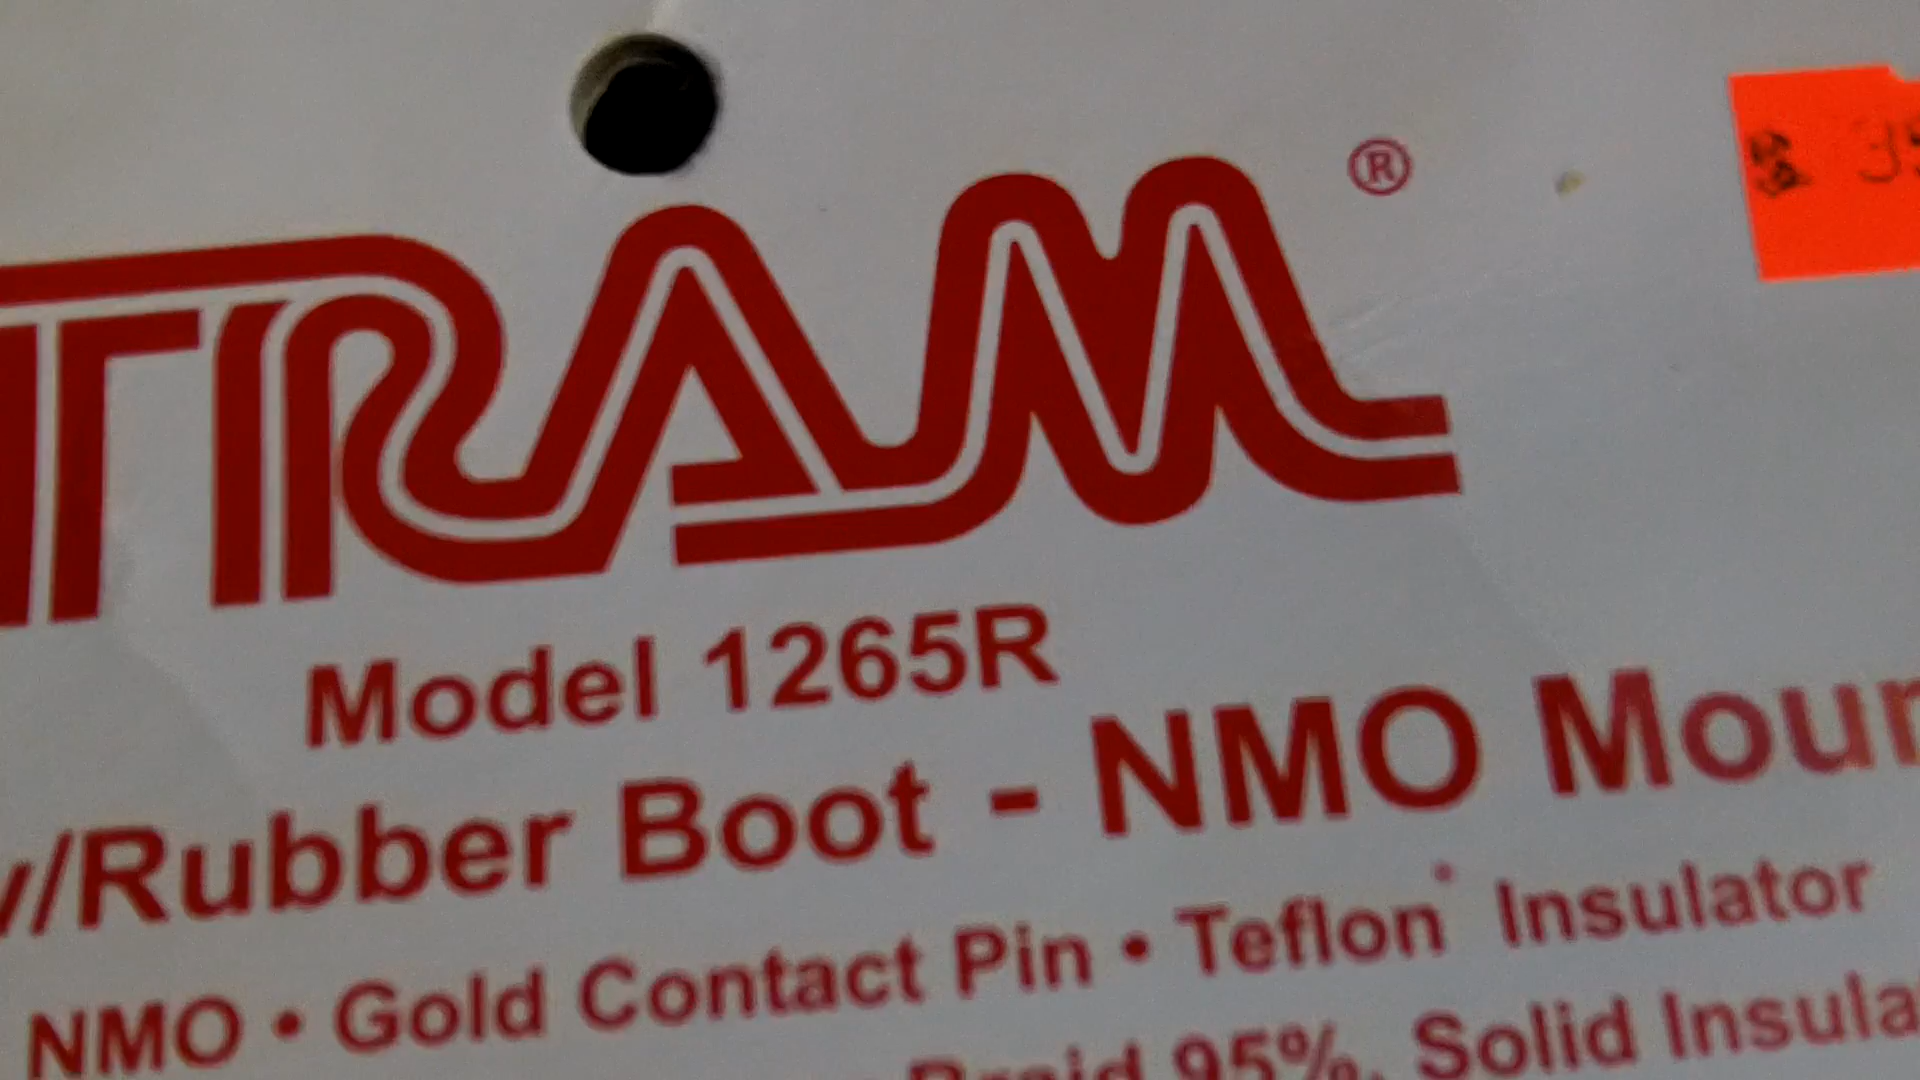 TRAM®
Model 1265R
w/Rubber Boot - NMO Moun
NMO • Gold Contact Pin • Teflon® Insulator
Braid 95%, Solid Insula